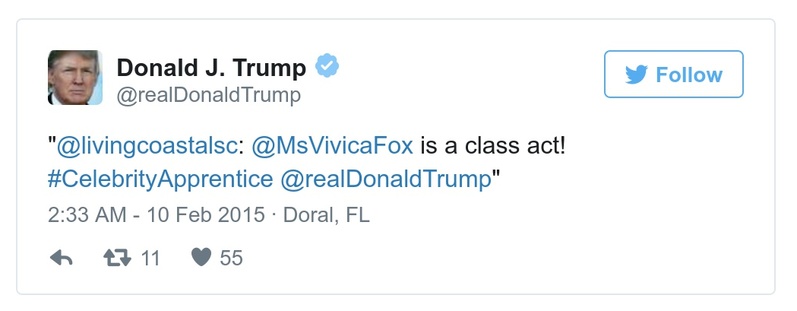 Donald J. Trump
@realDonaldTrump
Follow
"@livingcoastalsc: @MsVivicaFox is a class act!
#CelebrityApprentice @realDonaldTrump"
2:33 AM - 10 Feb 2015 · Doral, FL
11 55